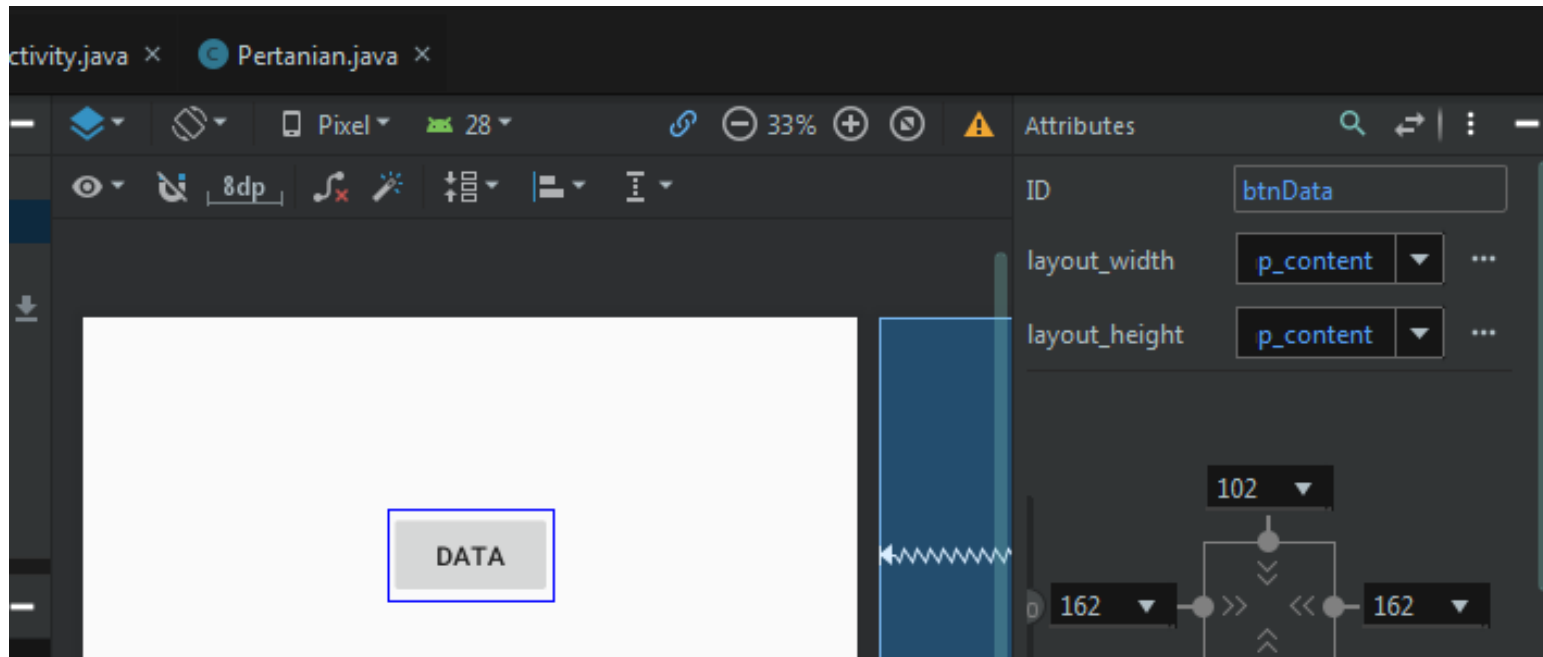 ctivity.java × C Pertanian.java ×
Pixel 28 33% Attributes
8dp
ID btnData
layout_width p_content ...
layout_height p_content ...
102
DATA
162 162